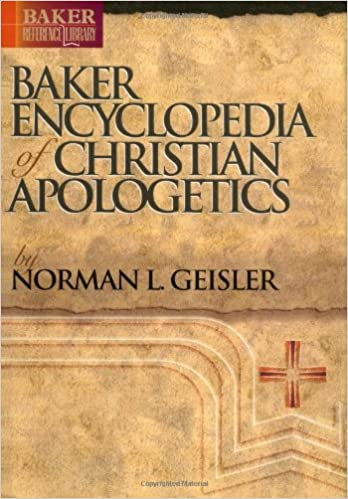 BAKER
REFERENCE LIBRARY
BAKER
ENCYCLOPEDIA
of CHRISTIAN
APOLOGETICS
by
NORMAN L. GEISLER